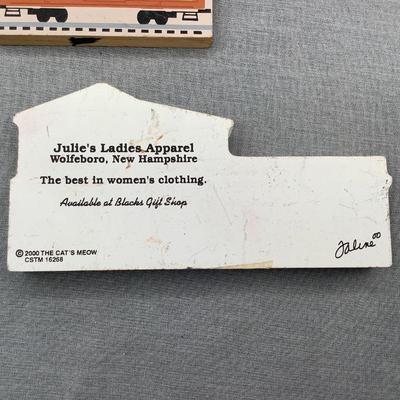 Julie's Ladies Apparel
Wolfeboro, New Hampshire
The best in women's clothing.
Available at Blacks Gift Shop
© 2000 THE CAT'S MEOW
CSTM 16268
Faline 00